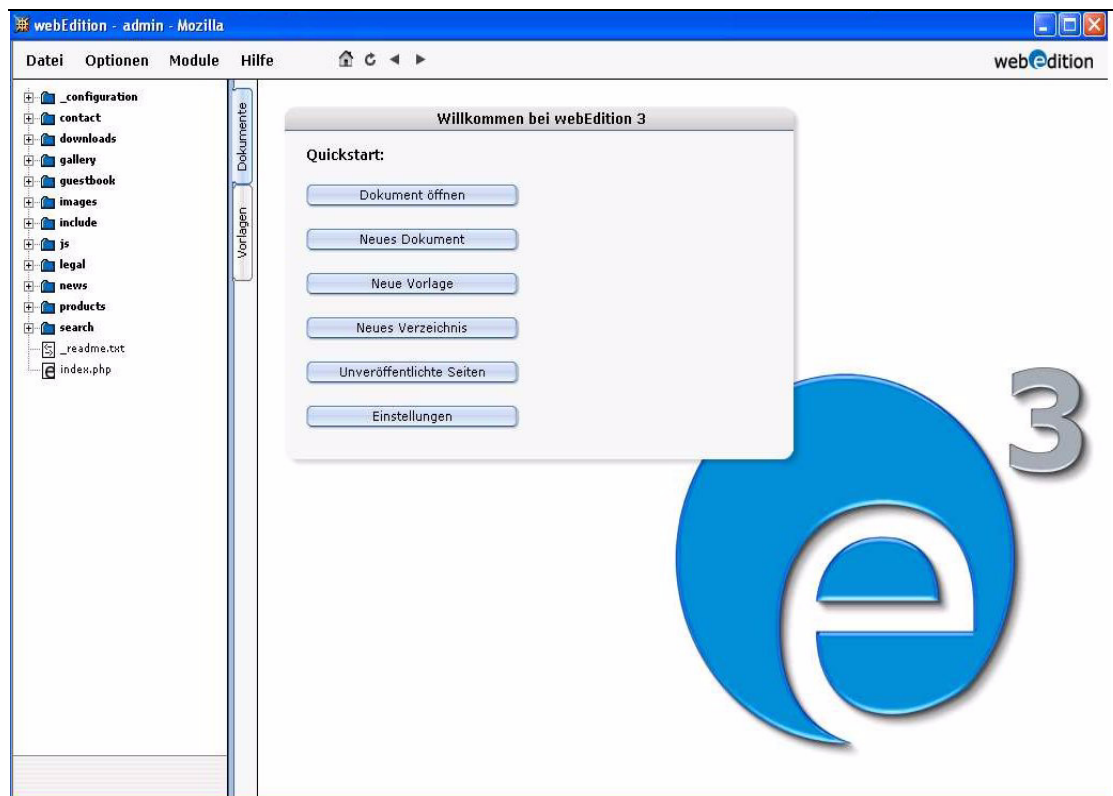 webEdition - admin - Mozilla
Datei Optionen Module Hilfe
webedition
_configuration
contact
downloads
gallery
guestbook
images
include
js
legal
news
products
search
_readme.txt
index.php
Dokumente
Vorlagen
Willkommen bei webEdition 3
Quickstart:
Dokument öffnen
Neues Dokument
Neue Vorlage
Neues Verzeichnis
Unveröffentlichte Seiten
Einstellungen
e 3